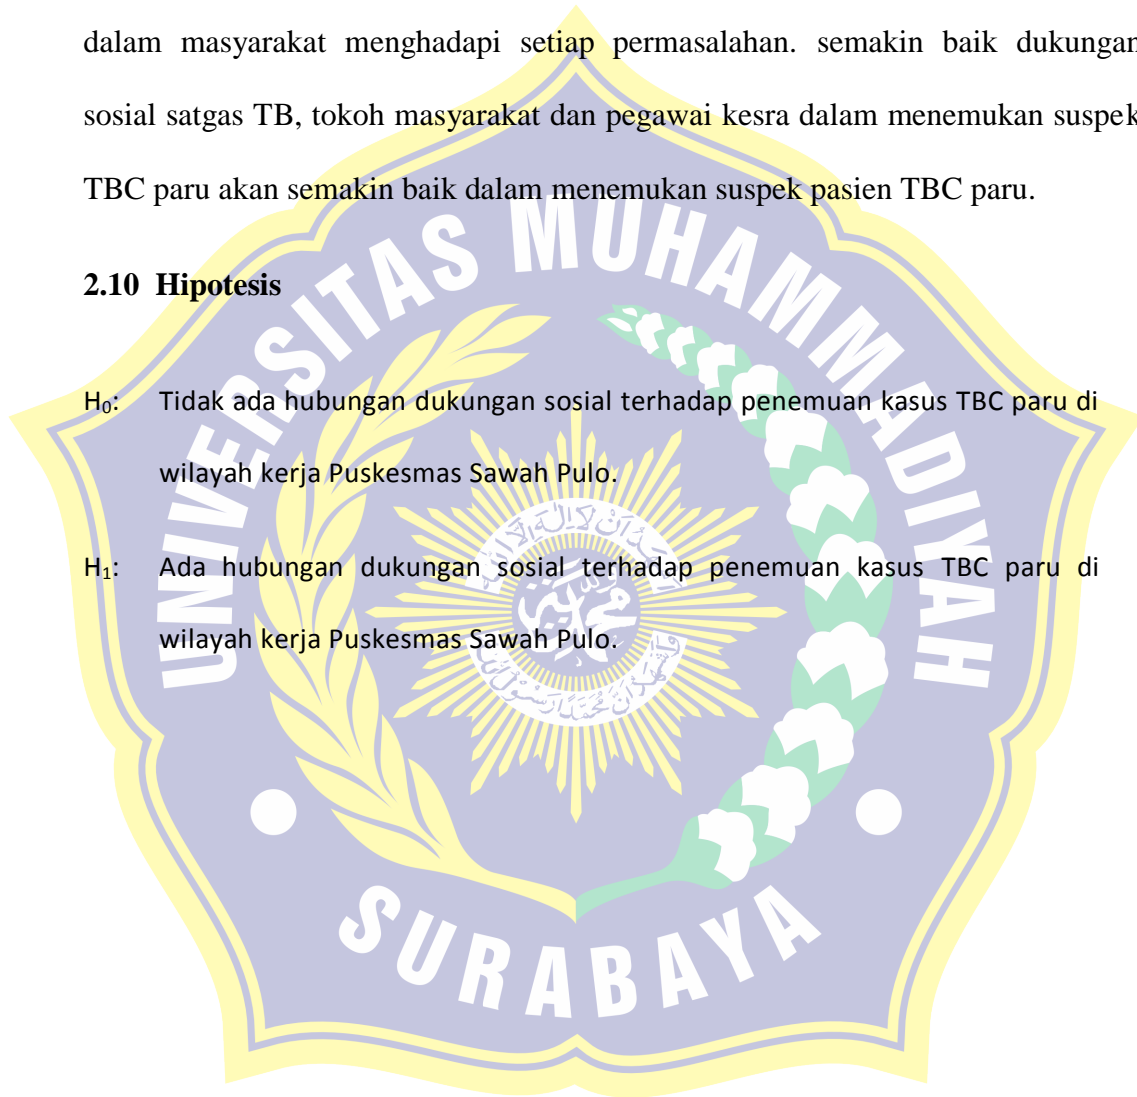 dalam masyarakat menghadapi setiap permasalahan. semakin baik dukungan
sosial satgas TB, tokoh masyarakat dan pegawai kesra dalam menemukan suspek
TBC paru akan semakin baik dalam menemukan suspek pasien TBC paru.
2.10 Hipotesis
H₀: Tidak ada hubungan dukungan sosial terhadap penemuan kasus TBC paru di
wilayah kerja Puskesmas Sawah Pulo.
H₁: Ada hubungan dukungan sosial terhadap penemuan kasus TBC paru di
wilayah kerja Puskesmas Sawah Pulo.
UNIVERSITAS MUHAMMADIYAH
SURABAYA